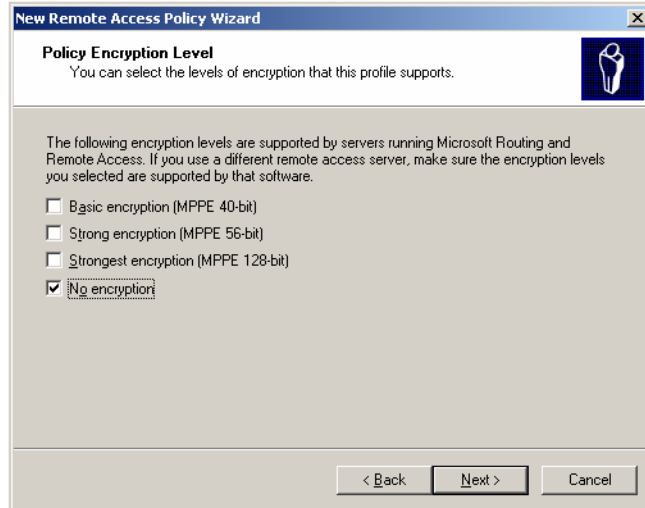 New Remote Access Policy Wizard
Policy Encryption Level
You can select the levels of encryption that this profile supports.
The following encryption levels are supported by servers running Microsoft Routing and
Remote Access. If you use a different remote access server, make sure the encryption levels
you selected are supported by that software.
Basic encryption (MPPE 40-bit)
Strong encryption (MPPE 56-bit)
Strongest encryption (MPPE 128-bit)
No encryption
< Back Next > Cancel